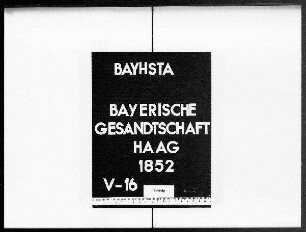 BAYHSTA
BAYERISCHE
GESANDTSCHAFT
HAAG
1852
V-16